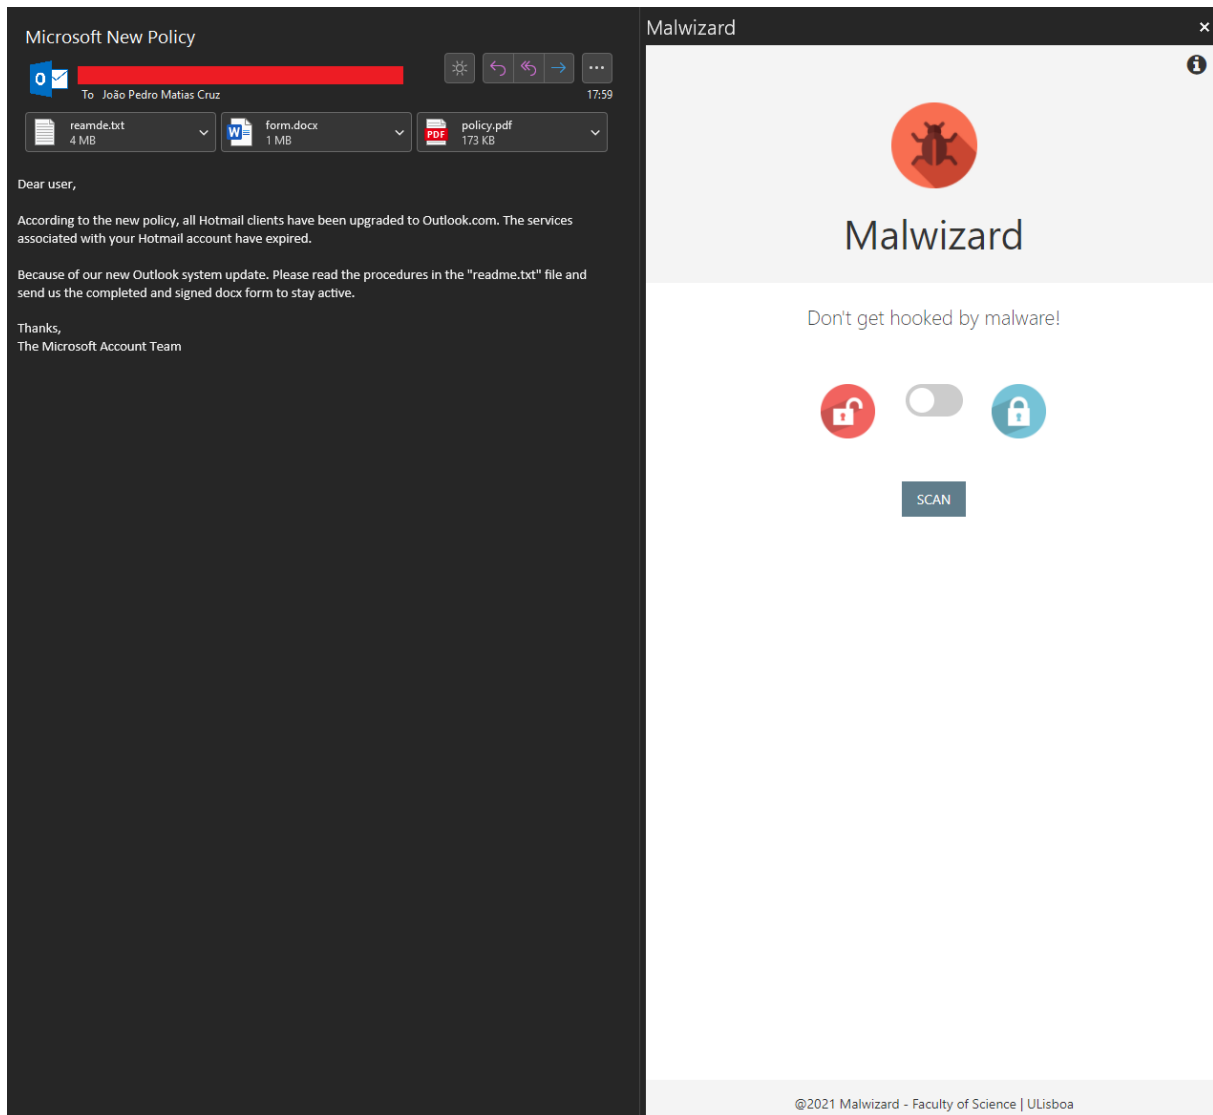 Microsoft New Policy
To João Pedro Matias Cruz
17:59
reamde.txt
4 MB
form.docx
1 MB
policy.pdf
173 KB
Dear user,
According to the new policy, all Hotmail clients have been upgraded to Outlook.com. The services
associated with your Hotmail account have expired.
Because of our new Outlook system update. Please read the procedures in the "readme.txt" file and
send us the completed and signed docx form to stay active.
Thanks,
The Microsoft Account Team
Malwizard
Malwizard
Don't get hooked by malware!
SCAN
@2021 Malwizard - Faculty of Science | ULisboa